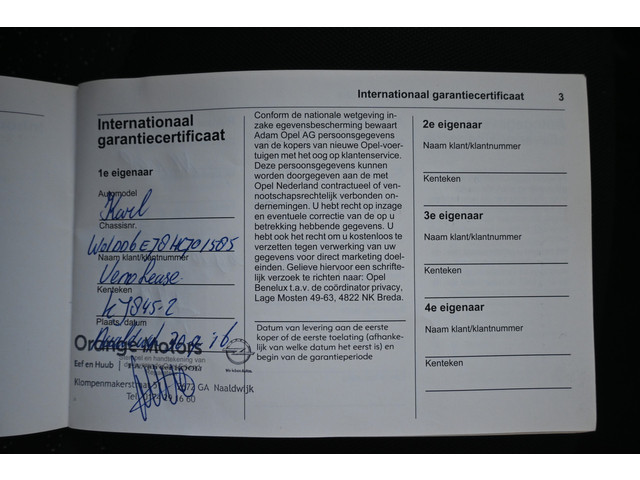 Internationaal garantiecertificaat 3
Internationaal
garantiecertificaat
1e eigenaar
Automodel
Karl
Chassisnr.
Naam klant/klantnummer
Kenteken
Plaats/datum
Orange Motors
Stempel en handtekening van
Eef en Huub
Klompenmakerstraat 2672 GA Naaldwijk
Conform de nationale wetgeving in-
zake egevensbescherming bewaart
Adam Opel AG persoonsgegevens
van de kopers van nieuwe Opel-voer-
tuigen met het oog op klantenservice.
Deze persoonsgegevens kunnen
worden doorgegeven aan de met
Opel Nederland contractueel of ven-
nootschapsrechtelijk verbonden on-
dernemingen. U hebt recht op inzage
en eventuele correctie van de op u
betrekking hebbende gegevens. U
hebt ook het recht om u kosteloos te
verzetten tegen verwerking van uw
gegevens voor direct marketing doel-
einden. Gelieve hiervoor een schrifte-
lijk verzoek te richten naar: Opel
Benelux t.a.v. de coördinator privacy,
Lage Mosten 49-63, 4822 NK Breda.
Datum van levering aan de eerste
koper of de eerste toelating (afhanke-
lijk van welke datum het eerst is) en
begin van de garantieperiode
2e eigenaar
Naam klant/klantnummer
Kenteken
3e eigenaar
Naam klant/klantnummer
Kenteken
4e eigenaar
Naam klant/klantnummer
Kenteken